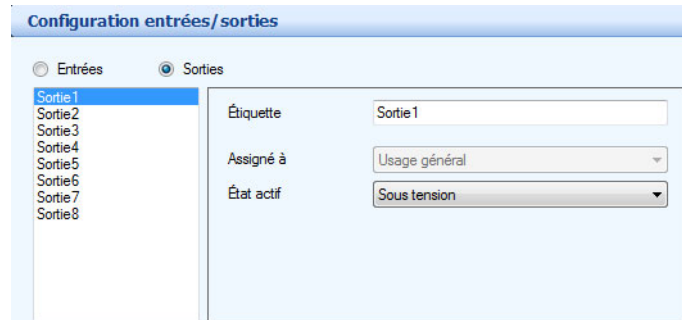 Configuration entrées/sorties
Entrées Sorties
Sortie1
Sortie2
Sortie3
Sortie4
Sortie5
Sortie6
Sortie7
Sortie8
Étiquette Sortie1
Assigné à Usage général
État actif Sous tension